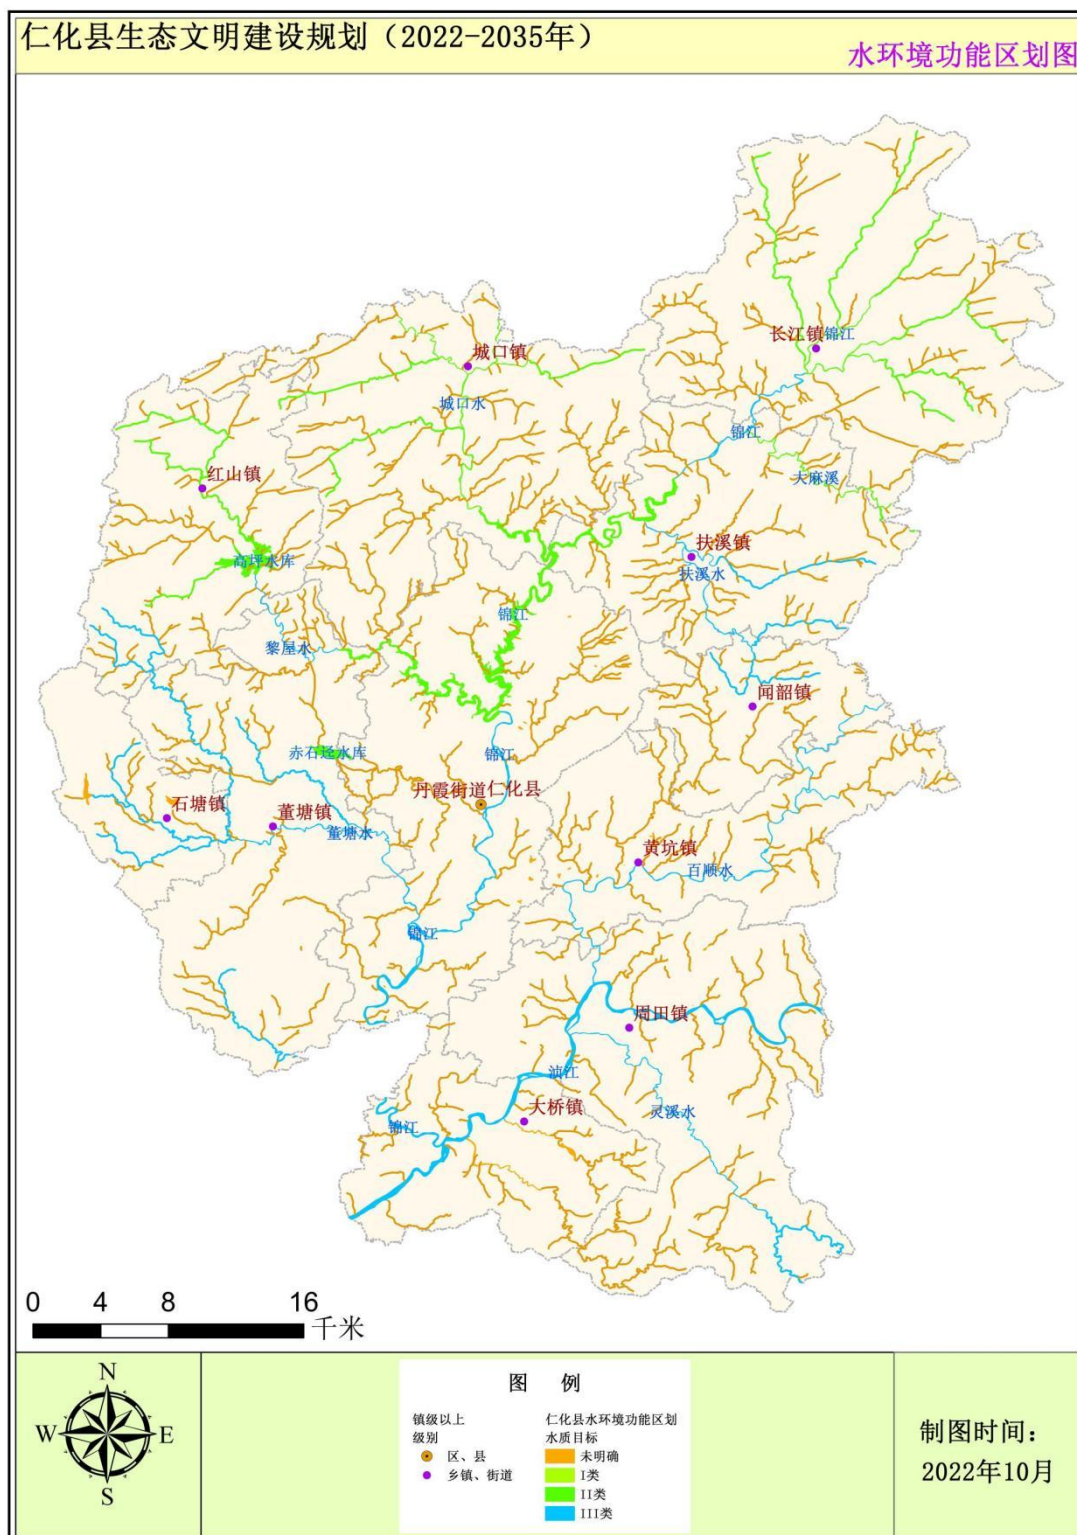 仁化县生态文明建设规划（2022-2035年）
水环境功能区划图
长江镇
锦江
城口镇
城口水
锦江
红山镇
大麻溪
扶溪镇
高坪水库
扶溪水
锦江
黎屋水
闻韶镇
赤石迳水库
锦江
丹霞街道
仁化县
石塘镇
董塘镇
董塘水
黄坑镇
百顺水
锦江
周田镇
浈江
大桥镇
灵溪水
锦江
0 4 8 16
千米
N
W E
S
图 例
镇级以上
级别
区、县
乡镇、街道
仁化县水环境功能区划
水质目标
未明确
I类
II类
III类
制图时间：
2022年10月